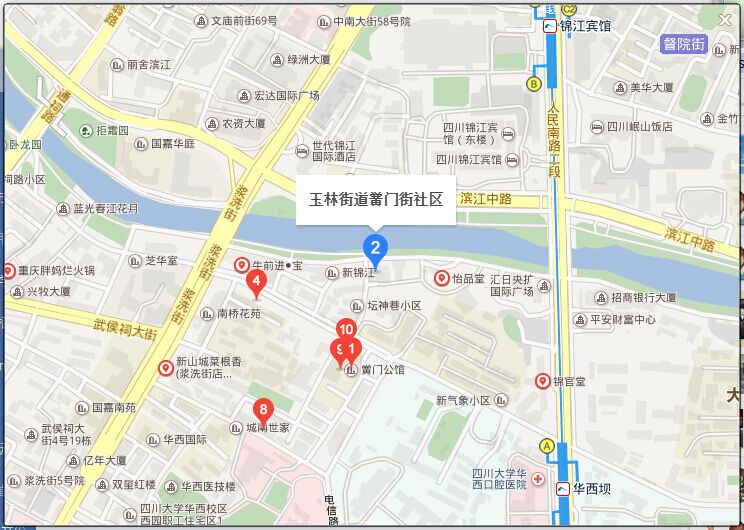 文庙前街69号
中南大街58号院
C2
锦江宾馆
督院街
绿洲大厦
丽舍滨江
B
美华大厦
宏达国际广场
通祠路
拒霜园
农资大厦
国嘉华庭
世代锦江
国际酒店
四川锦江宾
馆（东楼）
四川锦江宾馆
四川岷山饭店
金竹
人民南路一段
卧龙园
祠路小区
浆洗街
玉林街道黉门街社区
滨江中路
蓝光春江花月
滨江中路
2
浆洗街
芝华室
牛前进●宝
新锦江
怡品堂
汇日央扩
国际广场
重庆胖妈烂火锅
4
兴牧大厦
浆洗街
招商银行大厦
南桥花苑
坛神巷小区
平安财富中心
武侯祠大街
10
9
1
新山城菜根香
(浆洗街店...
黉门公馆
锦官堂
新气象小区
国嘉南苑
8
武侯祠大
街4号19栋
华西国际
城南世家
A
亿年大厦
四川大学华
西口腔医院
华西坝
浆洗街5号院
双玺红楼
华西医技楼
电信路
四川大学华西校区
西园职工住宅区1